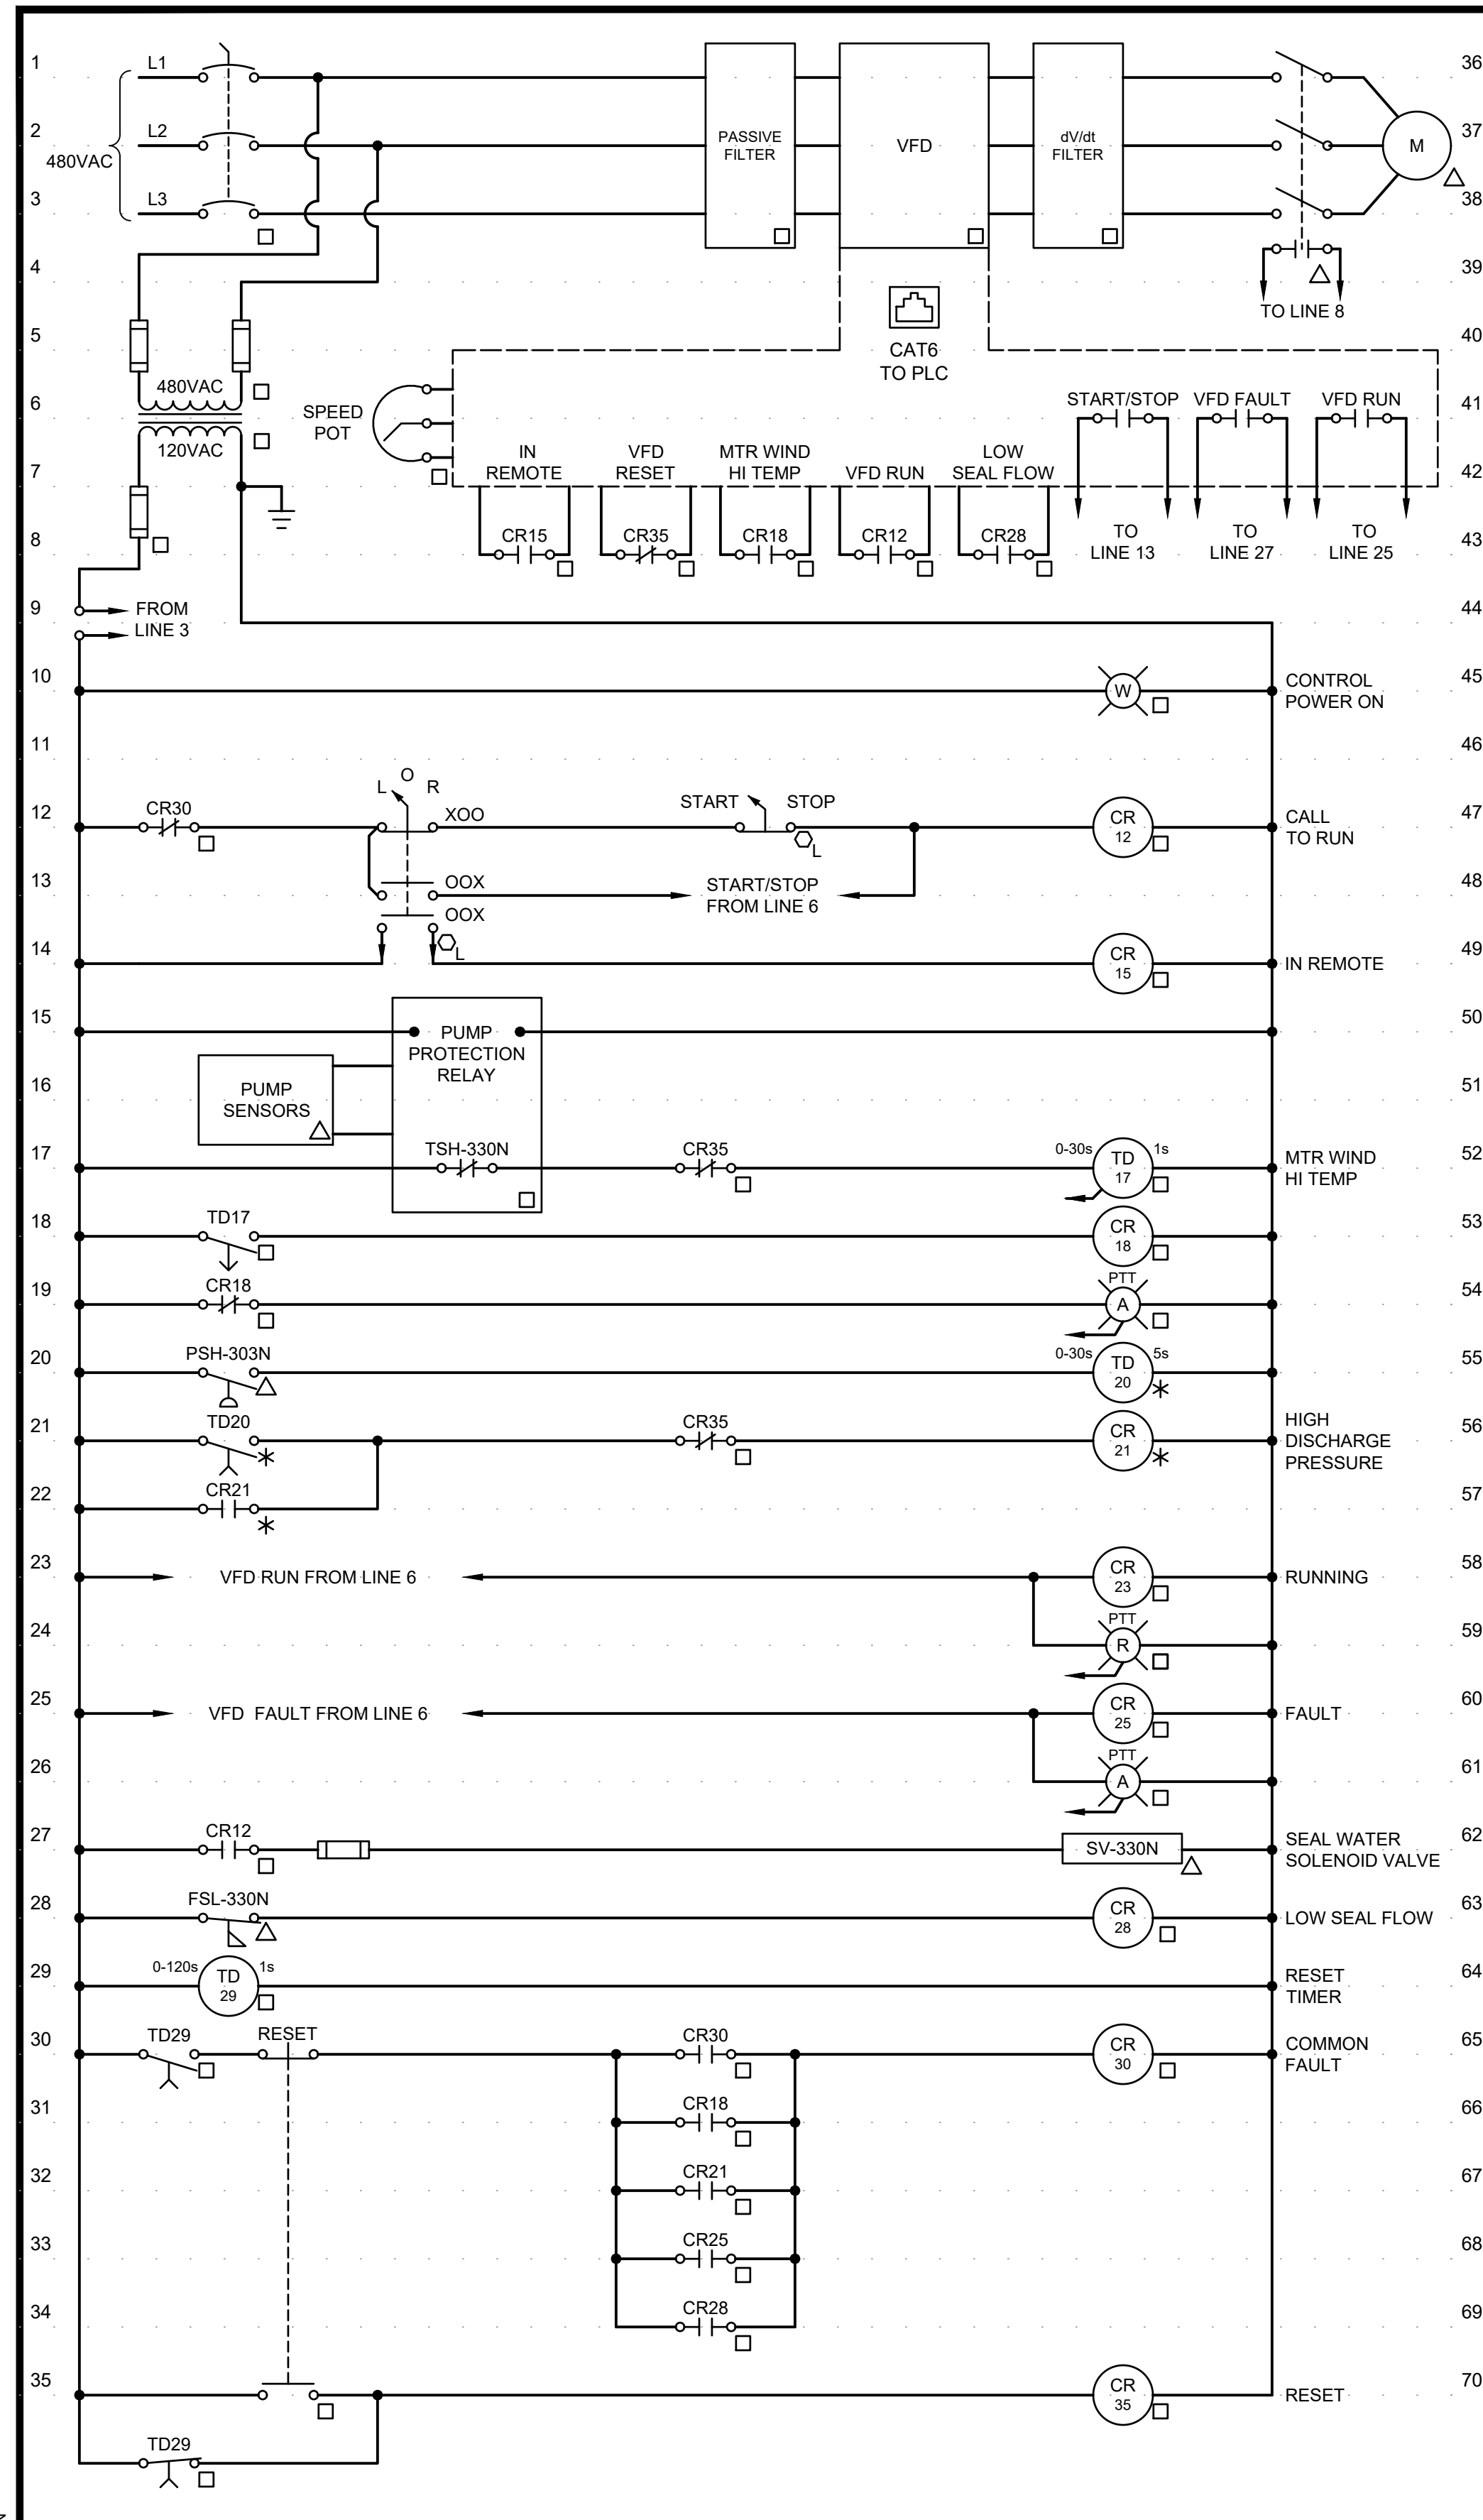 1 L1 36
2 L2 PASSIVE FILTER VFD dV/dt FILTER M 37
480VAC
3 L3 38
4 39
TO LINE 8
5 40
CAT6
TO PLC
480VAC
6 SPEED POT START/STOP VFD FAULT VFD RUN 41
120VAC
7 IN REMOTE VFD RESET MTR WIND HI TEMP VFD RUN LOW SEAL FLOW 42
8 CR15 CR35 CR18 CR12 CR28 TO LINE 13 TO LINE 27 TO LINE 25 43
9 FROM LINE 3 44
10 W CONTROL POWER ON 45
11 46
L O R
12 CR30 XOO START STOP L CR 12 CALL TO RUN 47
13 OOX START/STOP FROM LINE 6 48
OOX
14 L CR 15 IN REMOTE 49
15 PUMP PROTECTION RELAY 50
16 PUMP SENSORS 51
17 TSH-330N CR35 0-30s TD 17 1s MTR WIND HI TEMP 52
18 TD17 CR 18 53
19 CR18 PTT A 54
20 PSH-303N 0-30s TD 20 5s 55
21 TD20 CR35 CR 21 HIGH DISCHARGE PRESSURE 56
22 CR21 57
23 VFD RUN FROM LINE 6 CR 23 RUNNING 58
24 PTT R 59
25 VFD FAULT FROM LINE 6 CR 25 FAULT 60
26 PTT A 61
27 CR12 SV-330N SEAL WATER SOLENOID VALVE 62
28 FSL-330N CR 28 LOW SEAL FLOW 63
29 0-120s TD 29 1s RESET TIMER 64
30 TD29 RESET CR30 CR 30 COMMON FAULT 65
31 CR18 66
32 CR21 67
33 CR25 68
34 CR28 69
35 CR 35 RESET 70
TD29